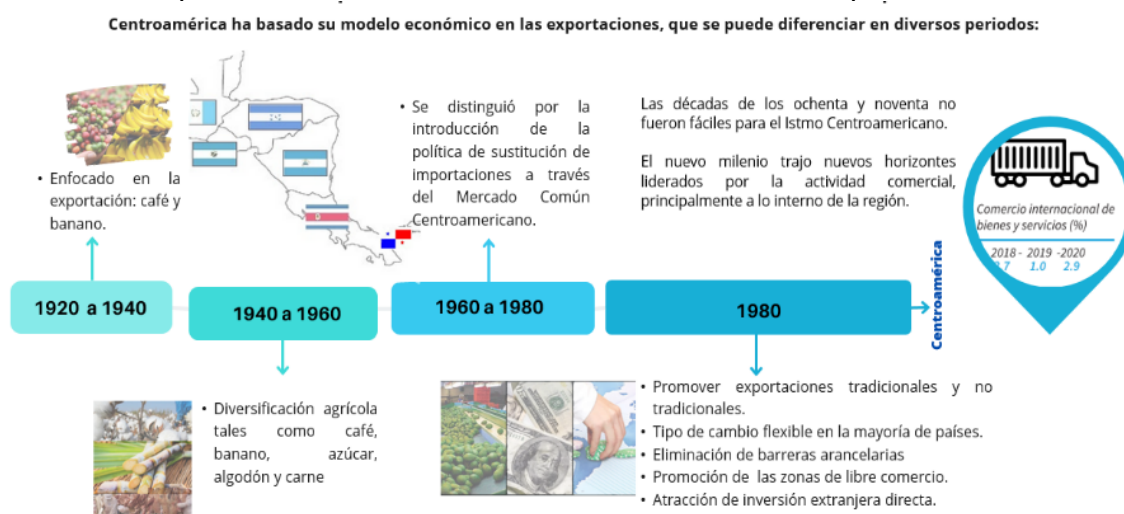 Centroamérica ha basado su modelo económico en las exportaciones, que se puede diferenciar en diversos periodos:
• Enfocado en la
exportación: café y
banano.
• Se distinguió por la
introducción de la
política de sustitución de
importaciones a través
del Mercado Común
Centroamericano.
Las décadas de los ochenta y noventa no
fueron fáciles para el Istmo Centroamericano.
El nuevo milenio trajo nuevos horizontes
liderados por la actividad comercial,
principalmente a lo interno de la región.
Comercio internacional de
bienes y servicios (%)
2018 - 2019 -2020
1.0 2.9
1920 a 1940
1940 a 1960
1960 a 1980
1980
Centroamérica
• Diversificación agrícola
tales como café,
banano, azúcar,
algodón y carne
• Promover exportaciones tradicionales y no
tradicionales.
• Tipo de cambio flexible en la mayoría de países.
• Eliminación de barreras arancelarias
• Promoción de las zonas de libre comercio.
• Atracción de inversión extranjera directa.